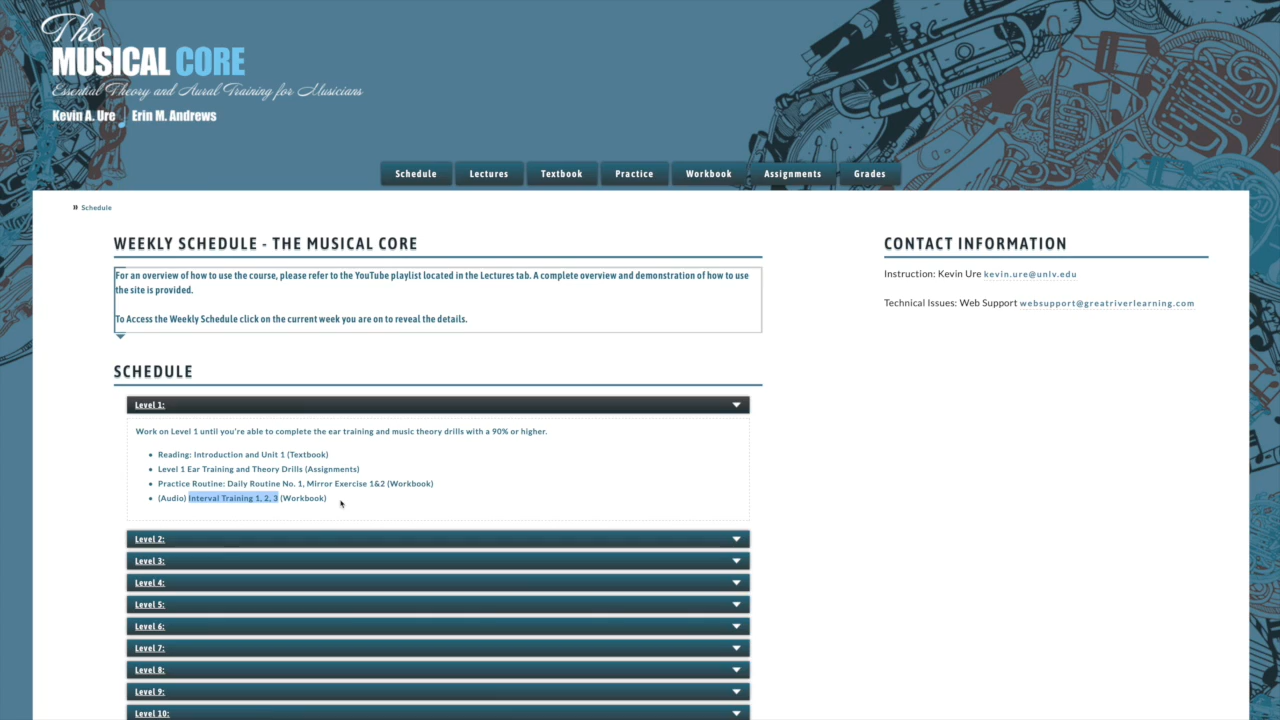 The
MUSICAL CORE
Essential Theory and Aural Training for Musicians
Kevin A. Ure Erin M. Andrews
Schedule Lectures Textbook Practice Workbook Assignments Grades
» Schedule
WEEKLY SCHEDULE - THE MUSICAL CORE
For an overview of how to use the course, please refer to the YouTube playlist located in the Lectures tab. A complete overview and demonstration of how to use
the site is provided.
To Access the Weekly Schedule click on the current week you are on to reveal the details.
SCHEDULE
Level 1:
Work on Level 1 until you're able to complete the ear training and music theory drills with a 90% or higher.
• Reading: Introduction and Unit 1 (Textbook)
• Level 1 Ear Training and Theory Drills (Assignments)
• Practice Routine: Daily Routine No. 1, Mirror Exercise 1&2 (Workbook)
• (Audio) Interval Training 1, 2, 3 (Workbook)
Level 2:
Level 3:
Level 4:
Level 5:
Level 6:
Level 7:
Level 8:
Level 9:
Level 10:
CONTACT INFORMATION
Instruction: Kevin Ure kevin.ure@unlv.edu
Technical Issues: Web Support websupport@greatriverlearning.com